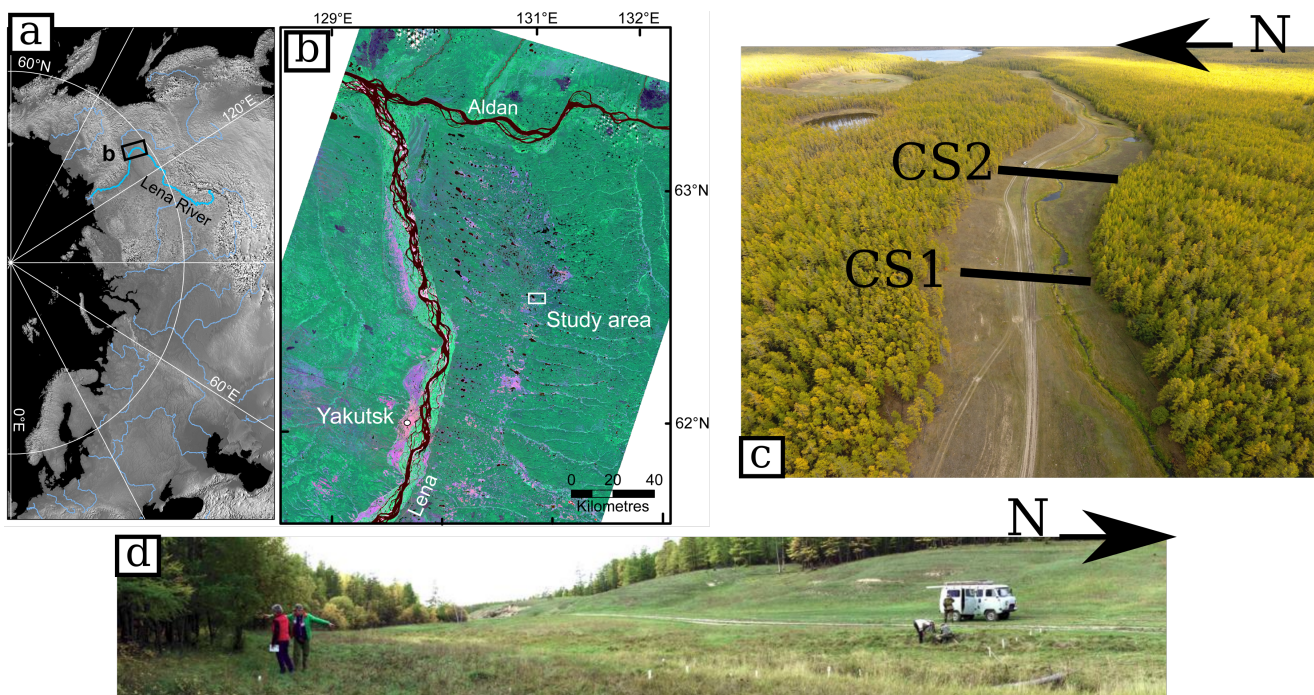 a
60°N
120°E
b
Lena River
60°E
0°E
129°E
131°E
132°E
b
Aldan
63°N
Study area
Yakutsk
62°N
Lena
0
20
40
Kilometres
N
CS2
CS1
c
N
d